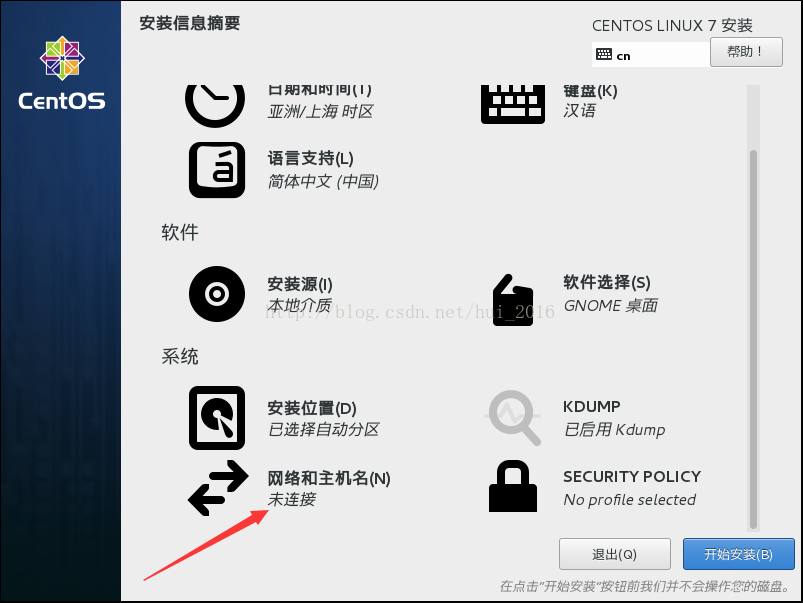 安装信息摘要
CENTOS LINUX 7 安装
cn
帮助！
CentOS
日期和时间(T)
亚洲/上海 时区
键盘(K)
汉语
语言支持(L)
简体中文 (中国)
软件
安装源(I)
本地介质
软件选择(S)
GNOME 桌面
http://blog.csdn.net/hui_2016
系统
安装位置(D)
已选择自动分区
KDUMP
已启用 Kdump
网络和主机名(N)
未连接
SECURITY POLICY
No profile selected
退出(Q)
开始安装(B)
在点击"开始安装"按钮前我们并不会操作您的磁盘。